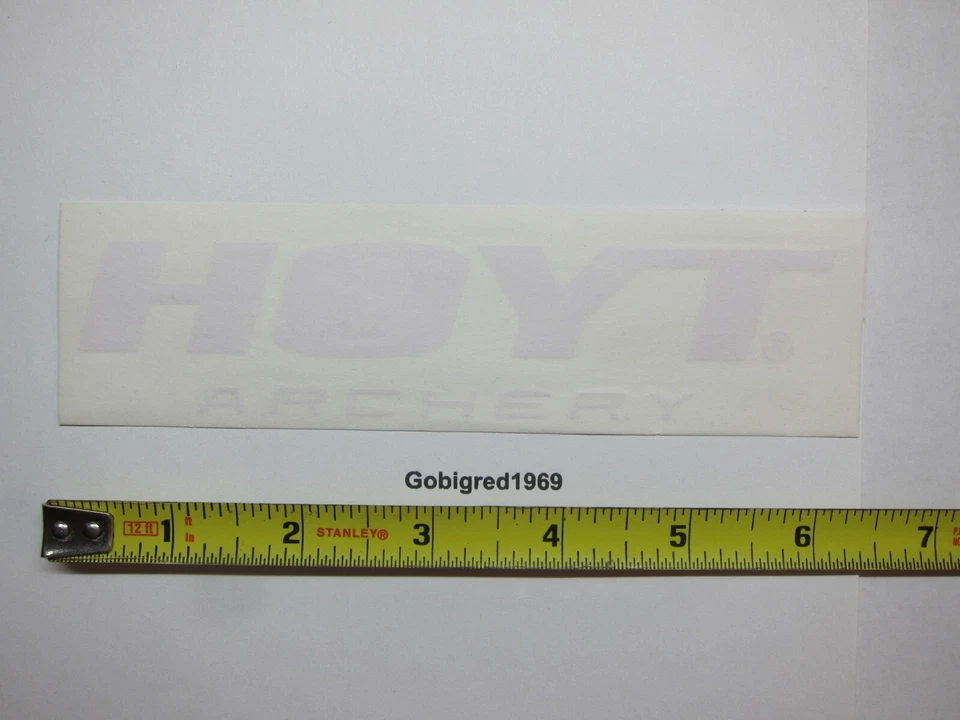 HOYT®
ARCHERY
Gobigred1969
12 ft 1 ft in 2 STANLEY® 3 4 5 6 7